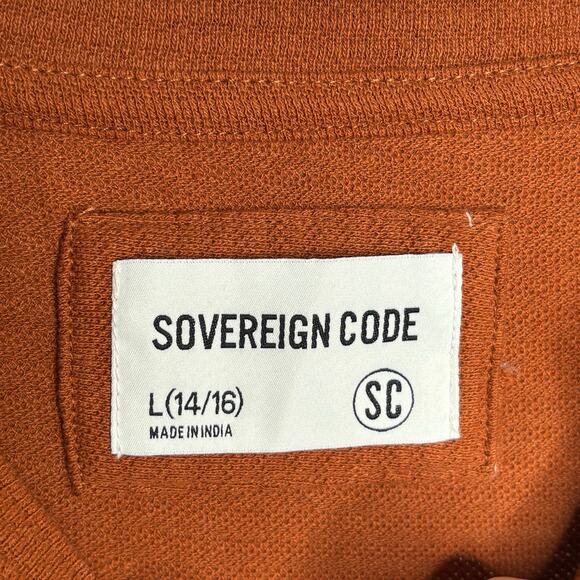 SOVEREIGN CODE
L(14/16)
SC
MADE IN INDIA